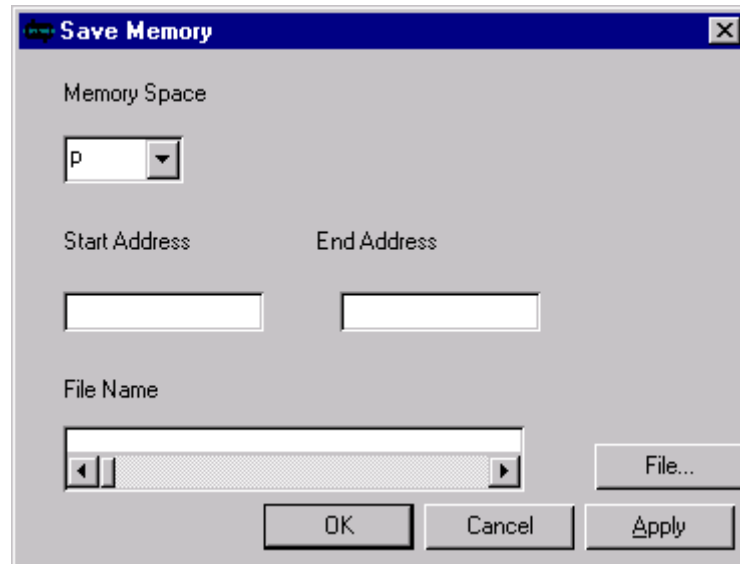 Save Memory
Memory Space
p
Start Address End Address
File Name
File...
OK Cancel Apply